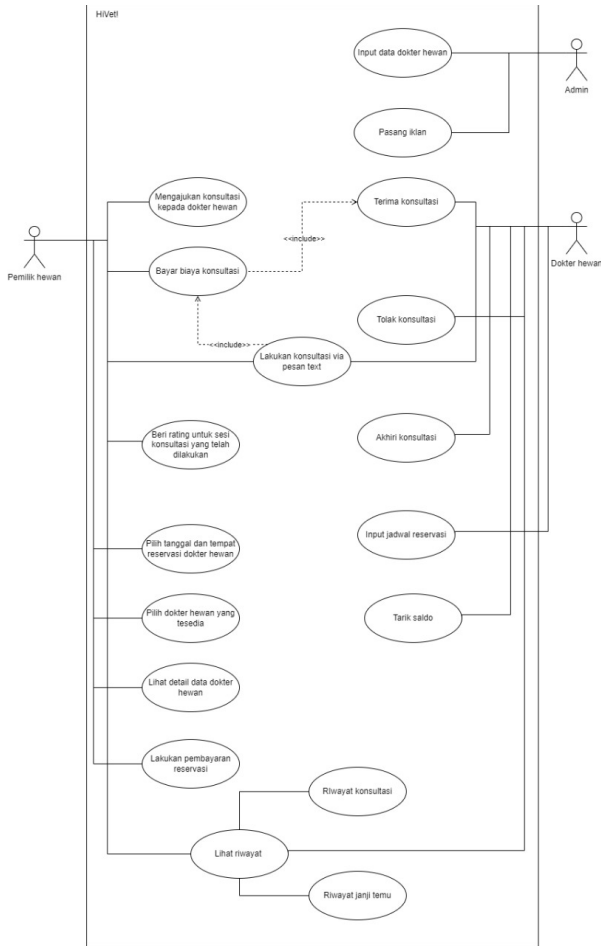 HiVet!
Input data dokter hewan
Admin
Pasang iklan
Mengajukan konsultasi
kepada dokter hewan
Terima konsultasi
<<include>>
Pemilik hewan
Bayar biaya konsultasi
Dokter hewan
Tolak konsultasi
<<include>>
Lakukan konsultasi via
pesan text
Beri rating untuk sesi
konsultasi yang telah
dilakukan
Akhiri konsultasi
Pilih tanggal dan tempat
reservasi dokter hewan
Input jadwal reservasi
Pilih dokter hewan yang
tesedia
Tarik saldo
Lihat detail data dokter
hewan
Lakukan pembayaran
reservasi
RIwayat konsultasi
Lihat riwayat
Riwayat janji temu